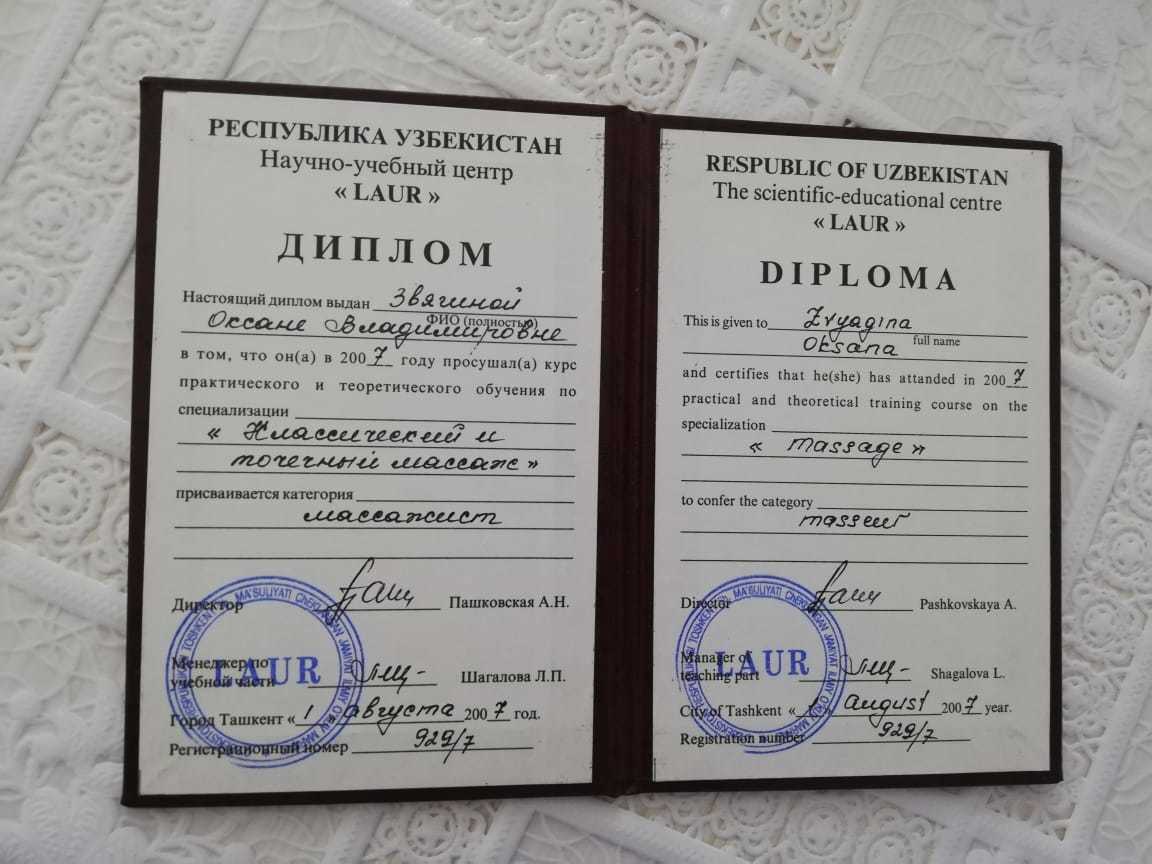 РЕСПУБЛИКА УЗБЕКИСТАН
Научно-учебный центр
« LAUR »
ДИПЛОМ
Настоящий диплом выдан Звягиной
ФИО (полностью)
Оксане Владимировне
в том, что он(а) в 2007 году просушал(а) курс
практического и теоретического обучения по
специализации
« Классический и
точечный массаж»
присваивается категория
массажист
Директор Пашковская А.Н.
Менеджер по
учебной части Шагалова Л.П.
Город Ташкент « 1 » августа 2007 год.
Регистрационный номер 929/7
LAUR
RESPUBLIC OF UZBEKISTAN
The scientific-educational centre
« LAUR »
DIPLOMA
This is given to Zvyagina
full name
Oksana
and certifies that he(she) has attanded in 2007
practical and theoretical training course on the
specialization
« massage »
to confer the category
masseur
Director Pashkovskaya A.
Manager of
teaching part Shagalova L.
City of Tashkent « 1 » august 2007 year.
Registration number 929/7
LAUR